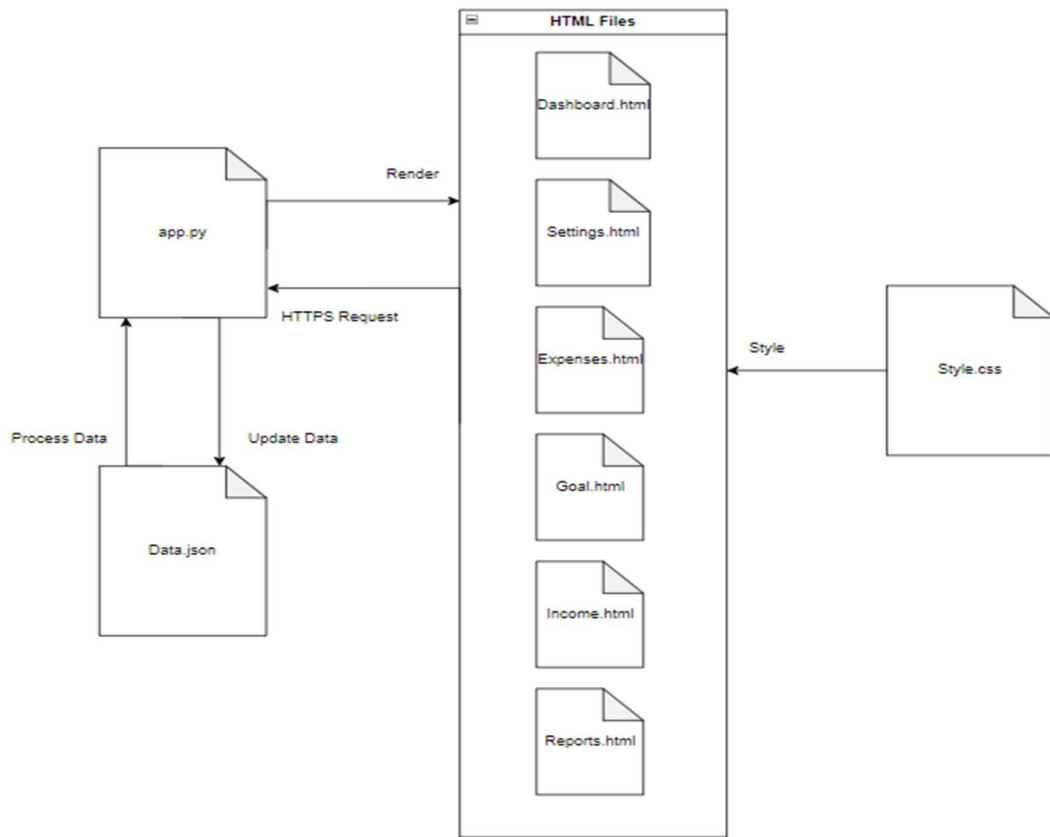 HTML Files
Dashboard.html
Render
app.py
Settings.html
HTTPS Request
Expenses.html
Style
Style.css
Process Data
Update Data
Goal.html
Data.json
Income.html
Reports.html